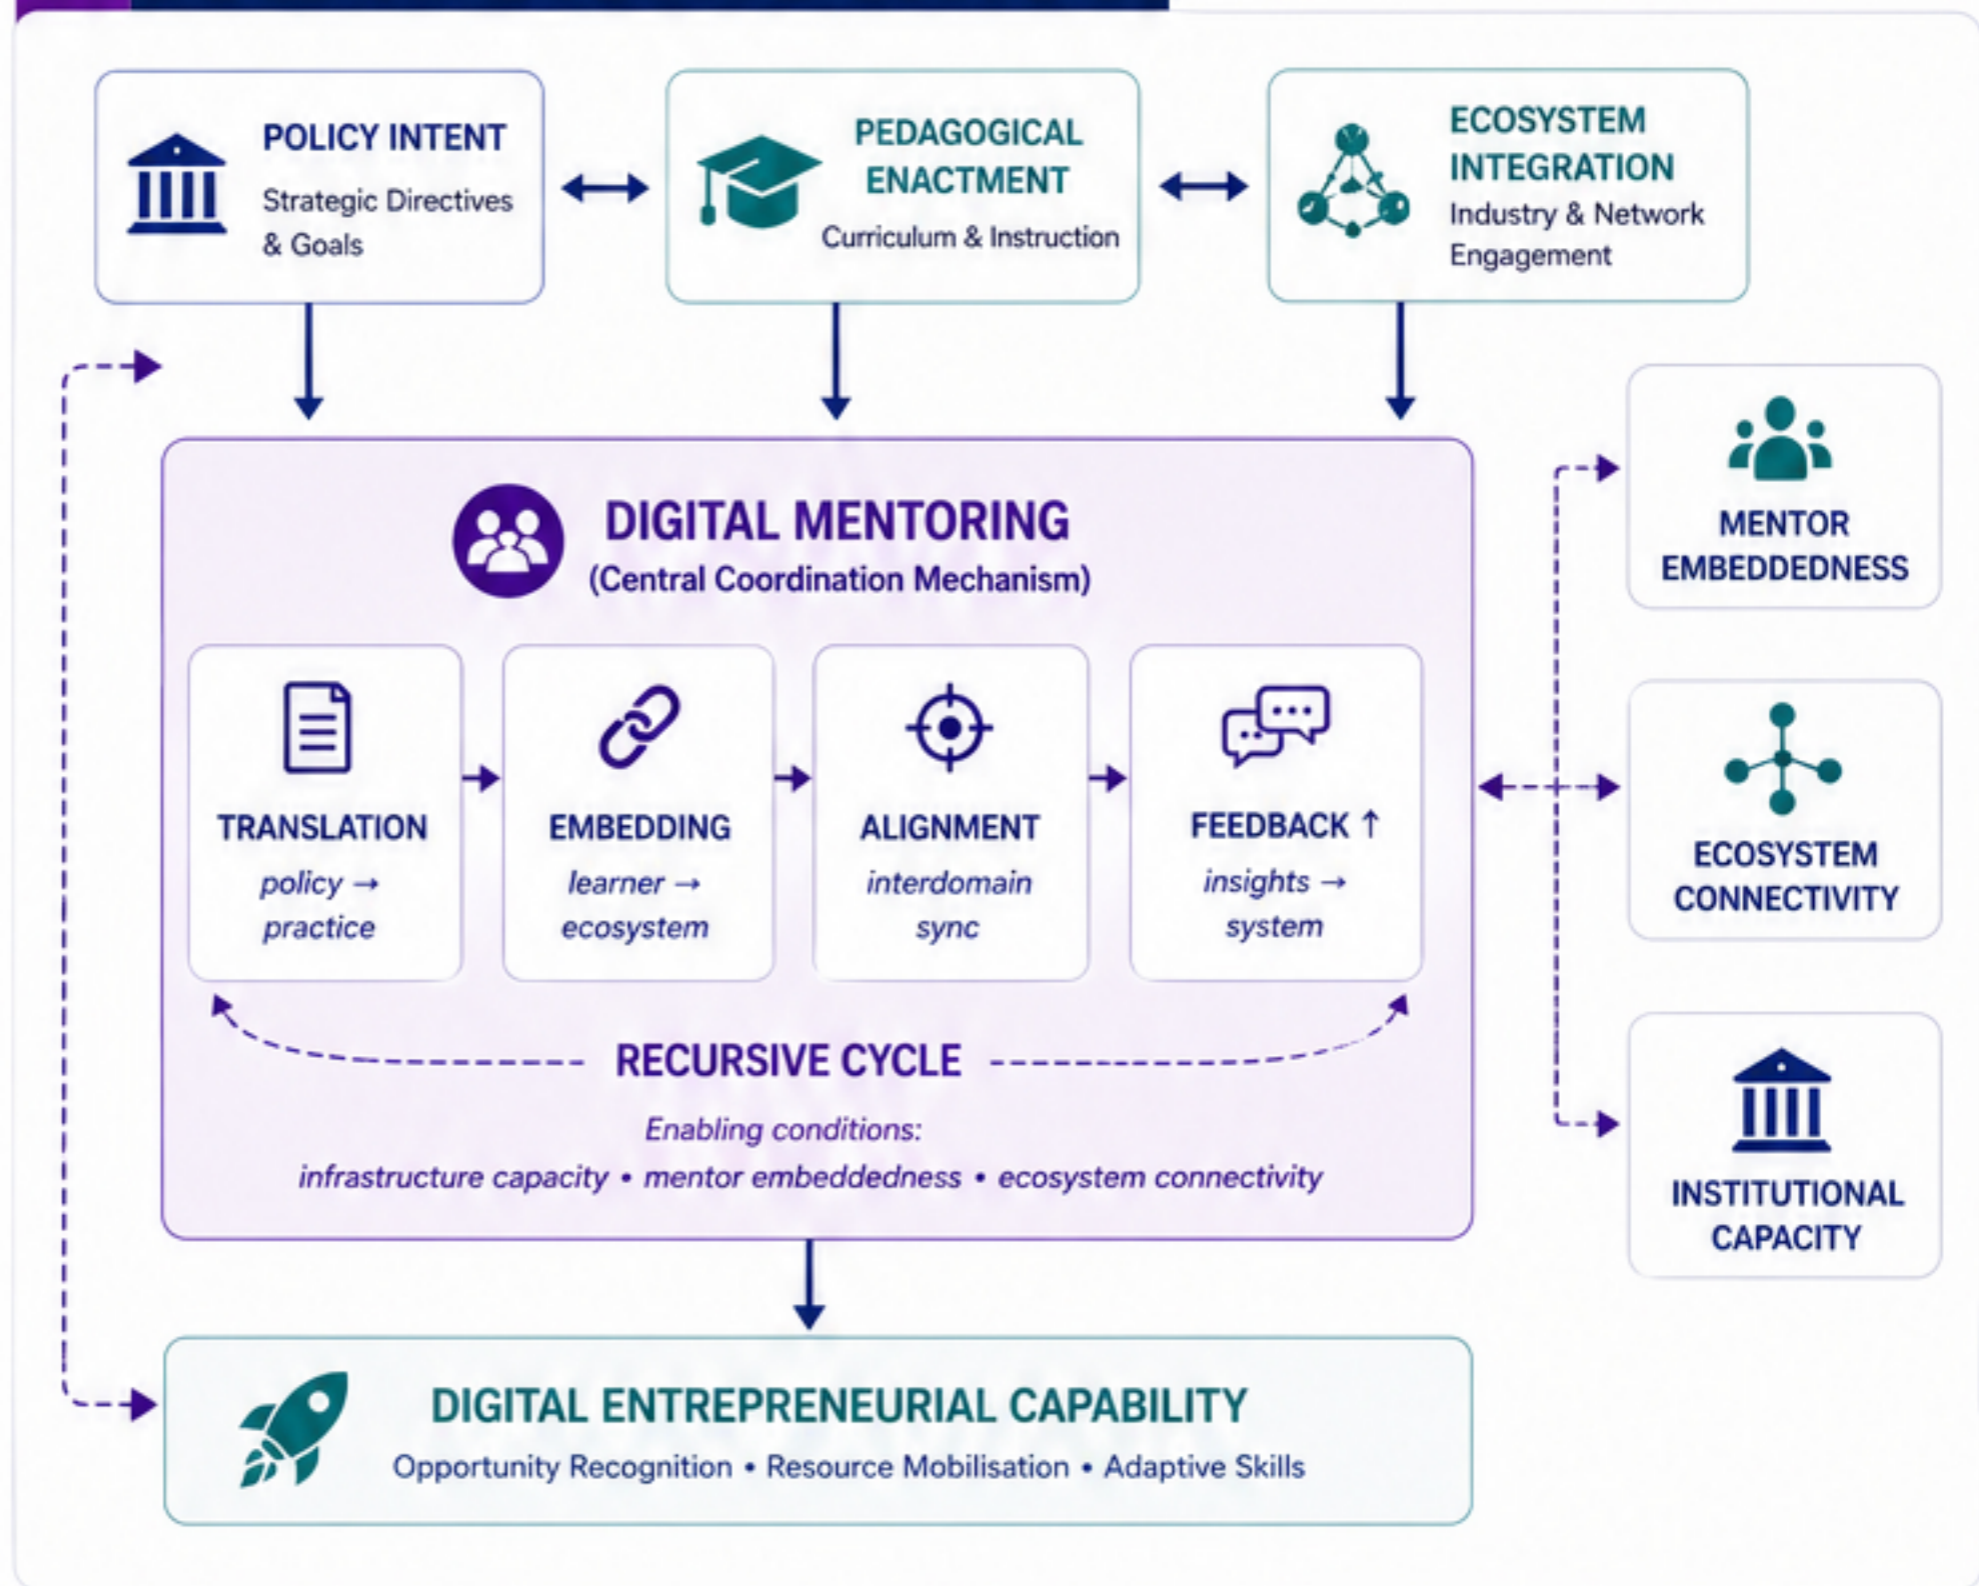 POLICY INTENT
Strategic Directives
& Goals
PEDAGOGICAL
ENACTMENT
Curriculum & Instruction
ECOSYSTEM
INTEGRATION
Industry & Network
Engagement
DIGITAL MENTORING
(Central Coordination Mechanism)
TRANSLATION
policy →
practice
EMBEDDING
learner →
ecosystem
ALIGNMENT
interdomain
sync
FEEDBACK ↑
insights →
system
RECURSIVE CYCLE
Enabling conditions:
infrastructure capacity • mentor embeddedness • ecosystem connectivity
MENTOR
EMBEDDEDNESS
ECOSYSTEM
CONNECTIVITY
INSTITUTIONAL
CAPACITY
DIGITAL ENTREPRENEURIAL CAPABILITY
Opportunity Recognition • Resource Mobilisation • Adaptive Skills